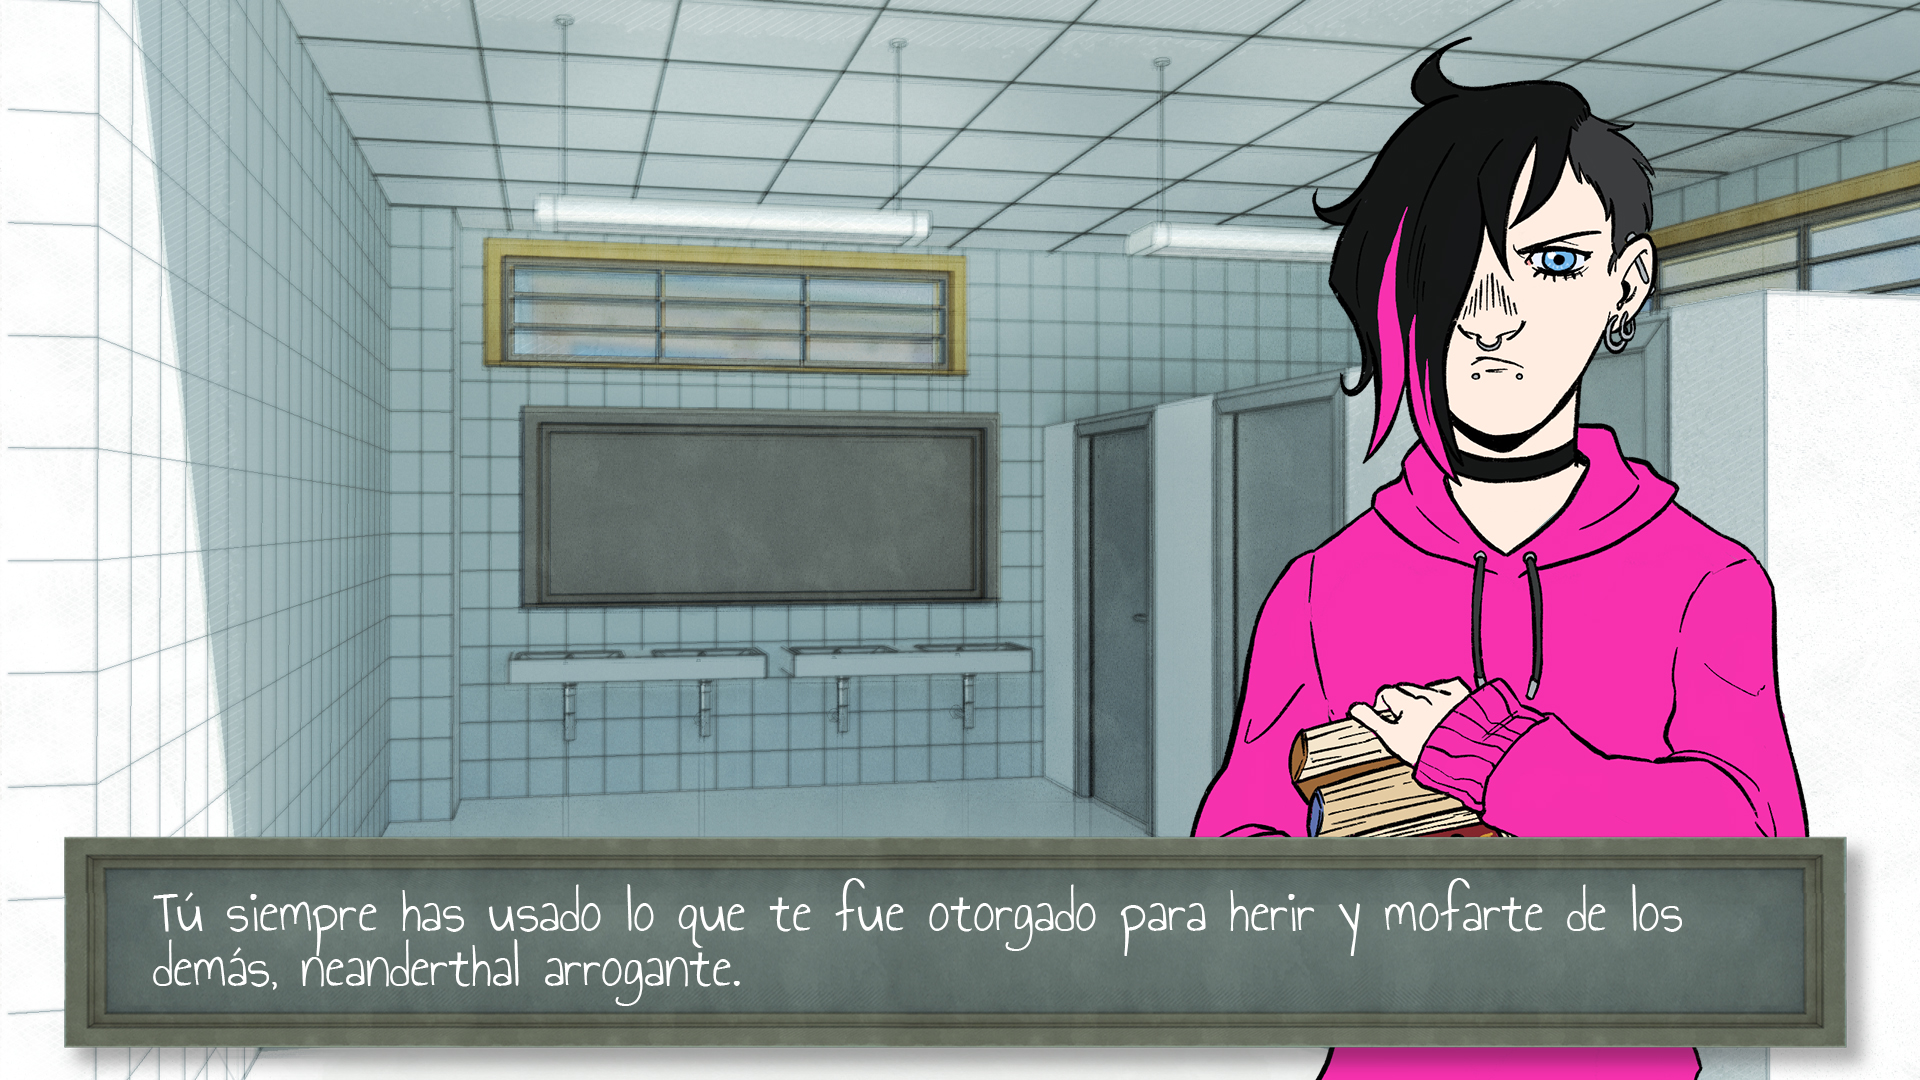 Tú siempre has usado lo que te fue otorgado para herir y mofarte de los
demás, neanderthal arrogante.